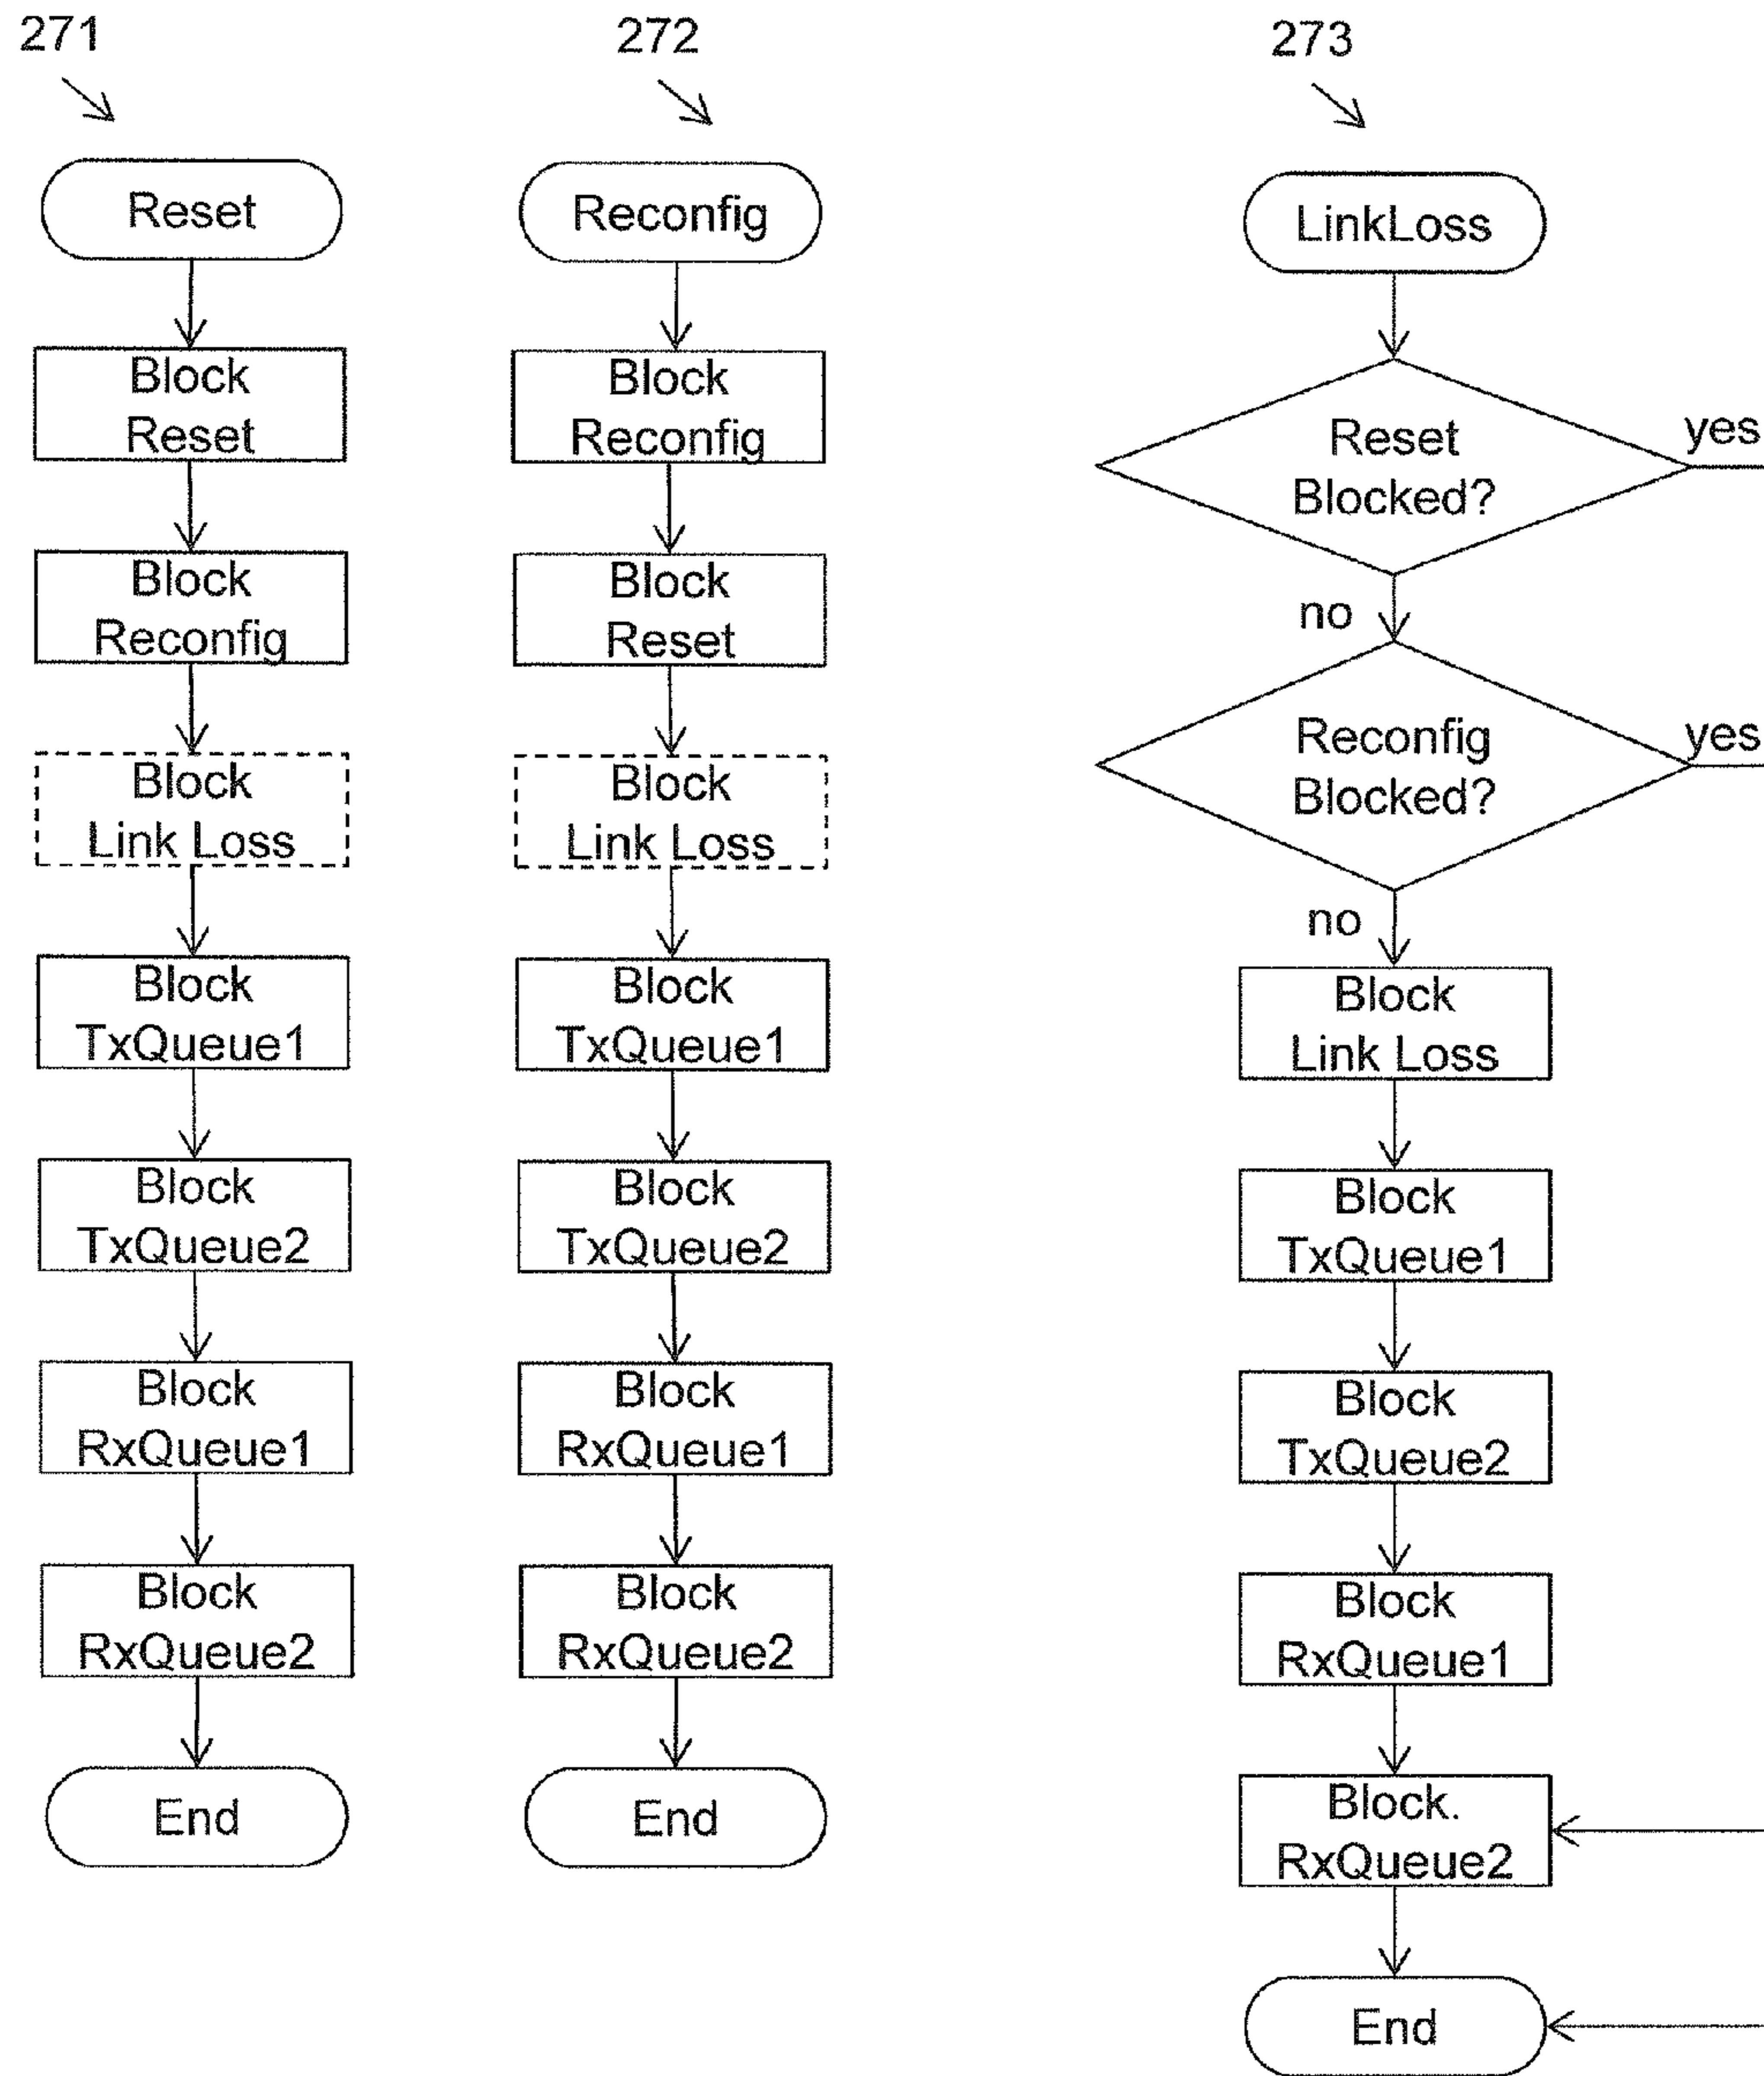 271
Reset
Block
Reset
Block
Reconfig
Block
Link Loss
Block
TxQueue1
Block
TxQueue2
Block
RxQueue1
Block
RxQueue2
End
272
Reconfig
Block
Reconfig
Block
Reset
Block
Link Loss
Block
TxQueue1
Block
TxQueue2
Block
RxQueue1
Block
RxQueue2
End
273
LinkLoss
Reset
Blocked?
yes
no
Reconfig
Blocked?
yes
no
Block
Link Loss
Block
TxQueue1
Block
TxQueue2
Block
RxQueue1
Block.
RxQueue2
End